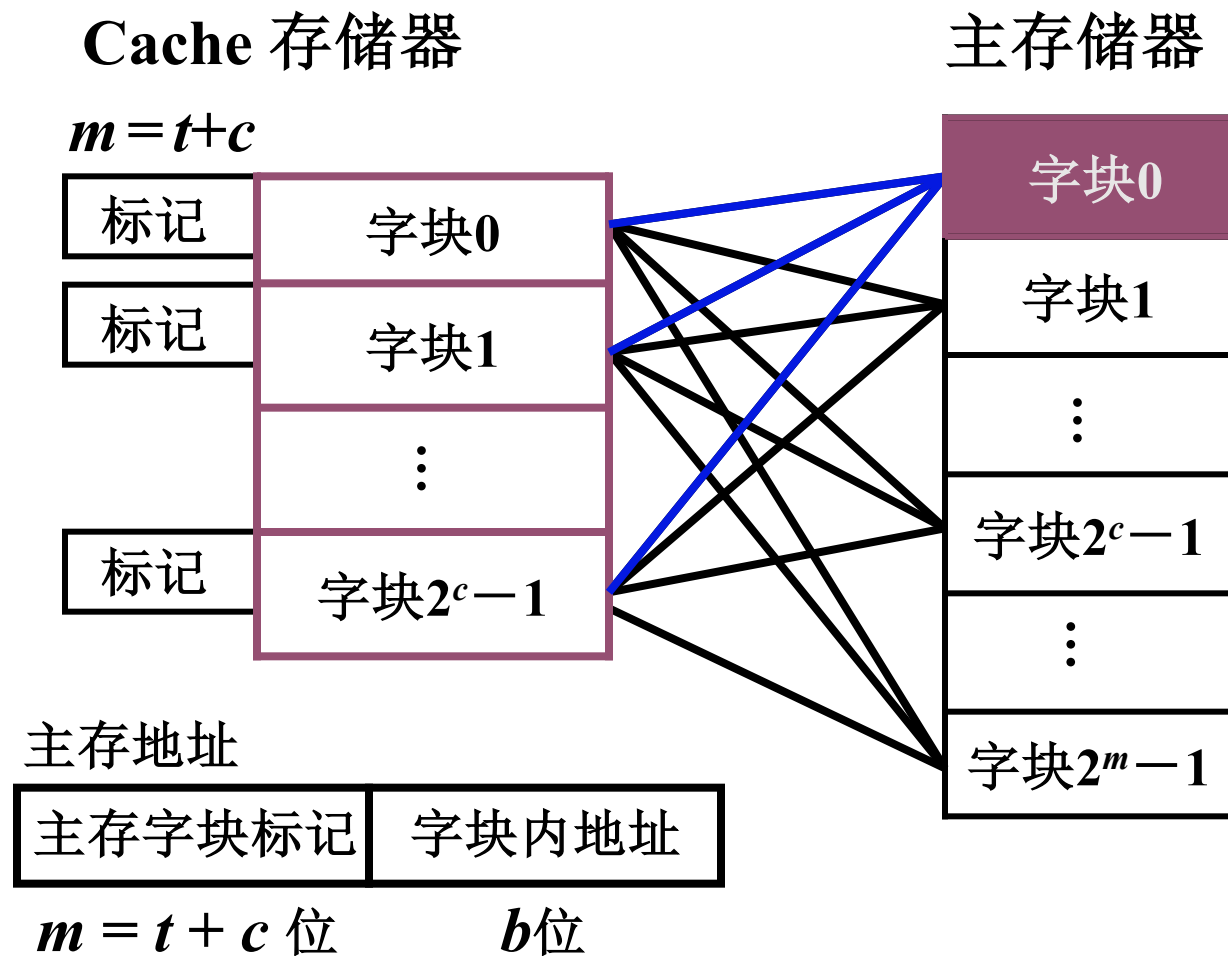 Cache 存储器
主存储器
m = t+c
标记
字块0
标记
字块1
⋮
标记
字块2ᶜ－1
字块0
字块1
⋮
字块2ᶜ－1
⋮
字块2ᵐ－1
主存地址
主存字块标记
字块内地址
m = t + c 位
b位